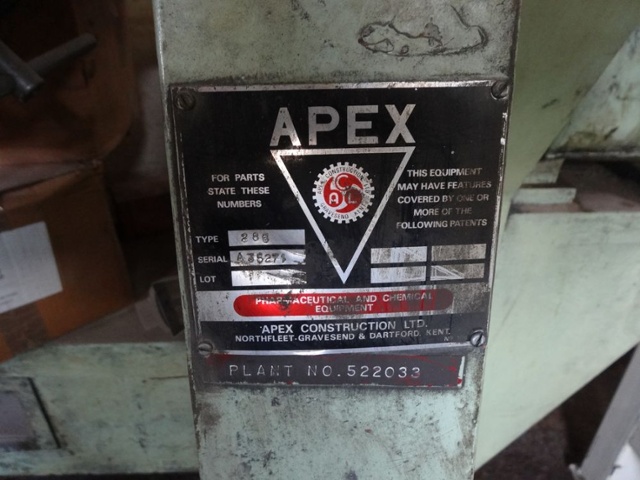 APEX
FOR PARTS
STATE THESE
NUMBERS
THIS EQUIPMENT
MAY HAVE FEATURES
COVERED BY ONE OR
MORE OF THE
FOLLOWING PATENTS
TYPE
SERIAL
LOT
PHARMACEUTICAL AND CHEMICAL
EQUIPMENT
APEX CONSTRUCTION LTD.
NORTHFLEET-GRAVESEND & DARTFORD, KENT.
PLANT NO.522033